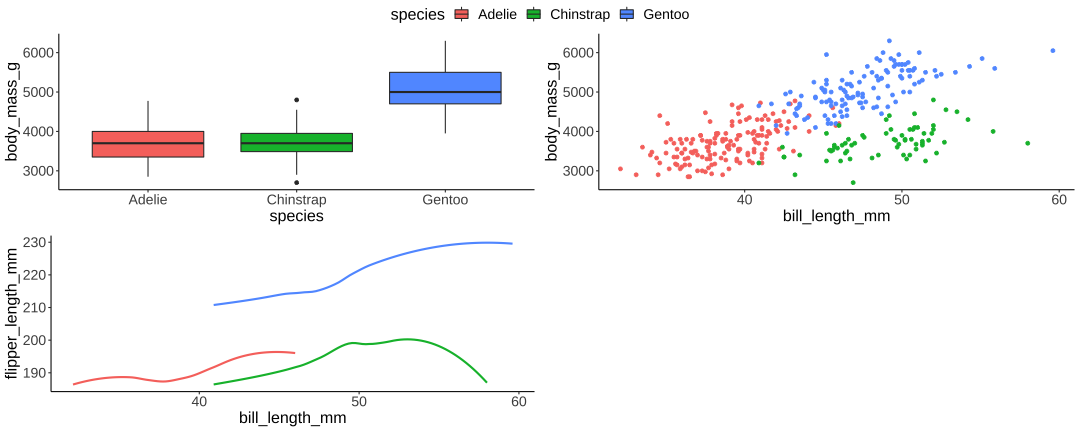 species Adelie Chinstrap Gentoo
body_mass_g
6000
5000
4000
3000
Adelie Chinstrap Gentoo
species
body_mass_g
6000
5000
4000
3000
40 50 60
bill_length_mm
flipper_length_mm
230
220
210
200
190
40 50 60
bill_length_mm